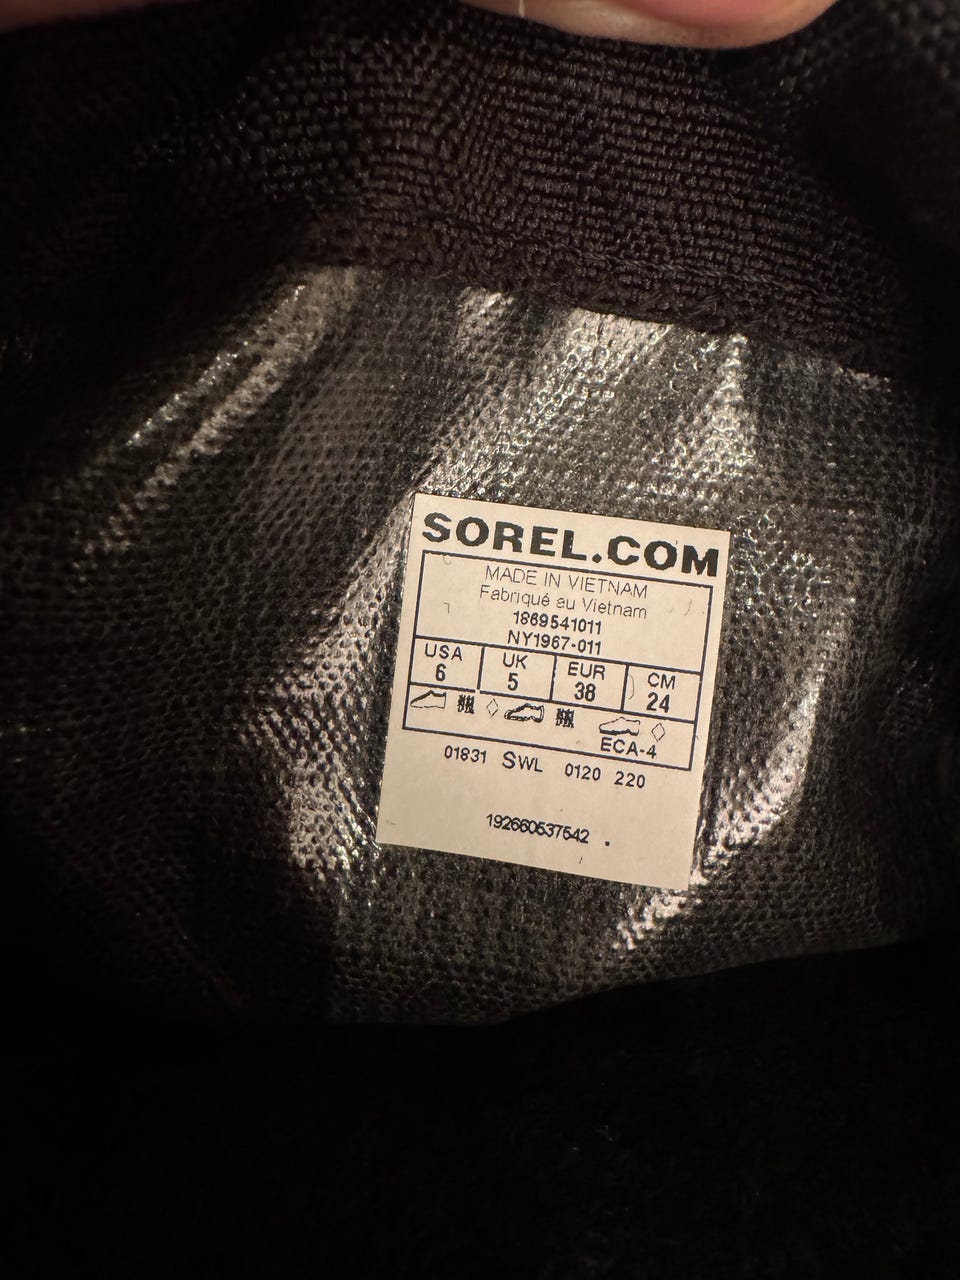 SOREL.COM
MADE IN VIETNAM
Fabriqué au Vietnam
1869541011
NY1967-011
USA UK EUR CM
6 5 38 24
ECA-4
01831 SWL 0120 220
192660537542 .